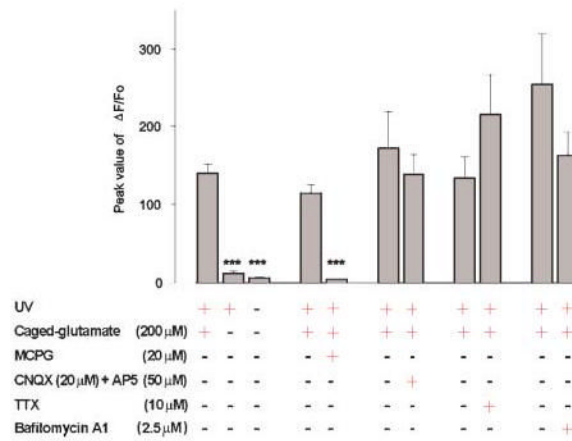 Peak value of ΔF/Fo
300
200
100
0
*** ***
***
UV + + - + + + + + + + +
Caged-glutamate (200 μM) + - - + + + + + + + +
MCPG (20 μM) - - - - + - - - - - -
CNQX (20 μM) + AP5 (50 μM) - - - - - - + - - - -
TTX (10 μM) - - - - - - - - + - -
Bafilomycin A1 (2.5 μM) - - - - - - - - - - +